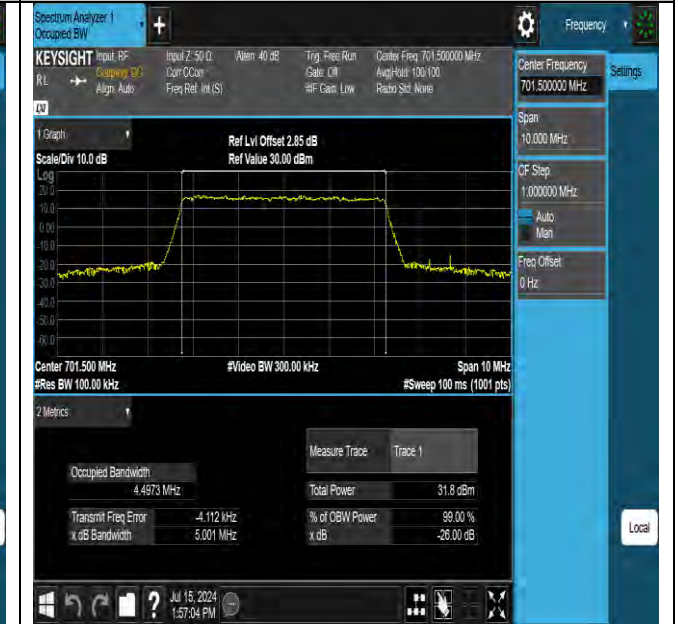 Spectrum Analyzer 1
Occupied BW
+
Frequency
KEYSIGHT Input: RF
RL
Coupling: DC
Align: Auto
Input Z: 50 Ω
Corr CCorr
Freq Ref: Int (S)
Atten: 40 dB
Trig: Free Run
Gate: Off
#IF Gain: Low
Center Freq: 701.500000 MHz
Avg|Hold: 100/100
Radio Std: None
Center Frequency
701.500000 MHz
Settings
Span
10.000 MHz
CF Step
1.000000 MHz
Auto
Man
Freq Offset
0 Hz
1 Graph
Ref Lvl Offset 2.85 dB
Scale/Div 10.0 dB
Ref Value 30.00 dBm
Log
20.0
10.0
0.00
-10.0
-20.0
-30.0
-40.0
-50.0
-60.0
Center 701.500 MHz
#Video BW 300.00 kHz
Span 10 MHz
#Res BW 100.00 kHz
#Sweep 100 ms (1001 pts)
2 Metrics
Measure Trace
Trace 1
Occupied Bandwidth
4.4973 MHz
Total Power
31.8 dBm
Transmit Freq Error
-4.112 kHz
% of OBW Power
99.00 %
x dB Bandwidth
5.001 MHz
x dB
-26.00 dB
Local
?
Jul 15, 2024
1:57:04 PM